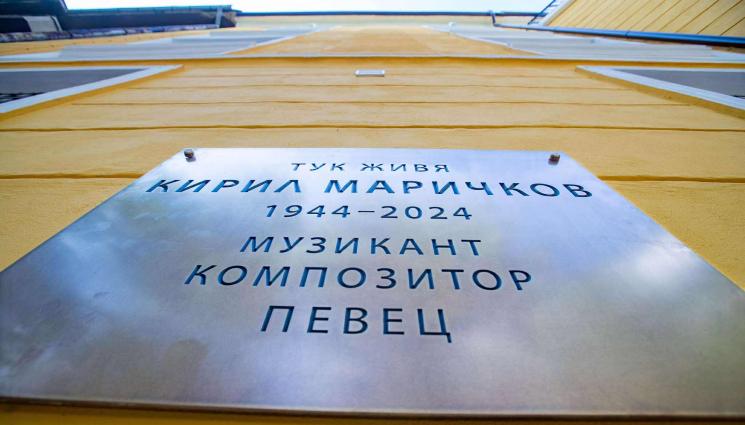 ТУК ЖИВЯ
КИРИЛ МАРИЧКОВ
1944–2024
МУЗИКАНТ
КОМПОЗИТОР
ПЕВЕЦ